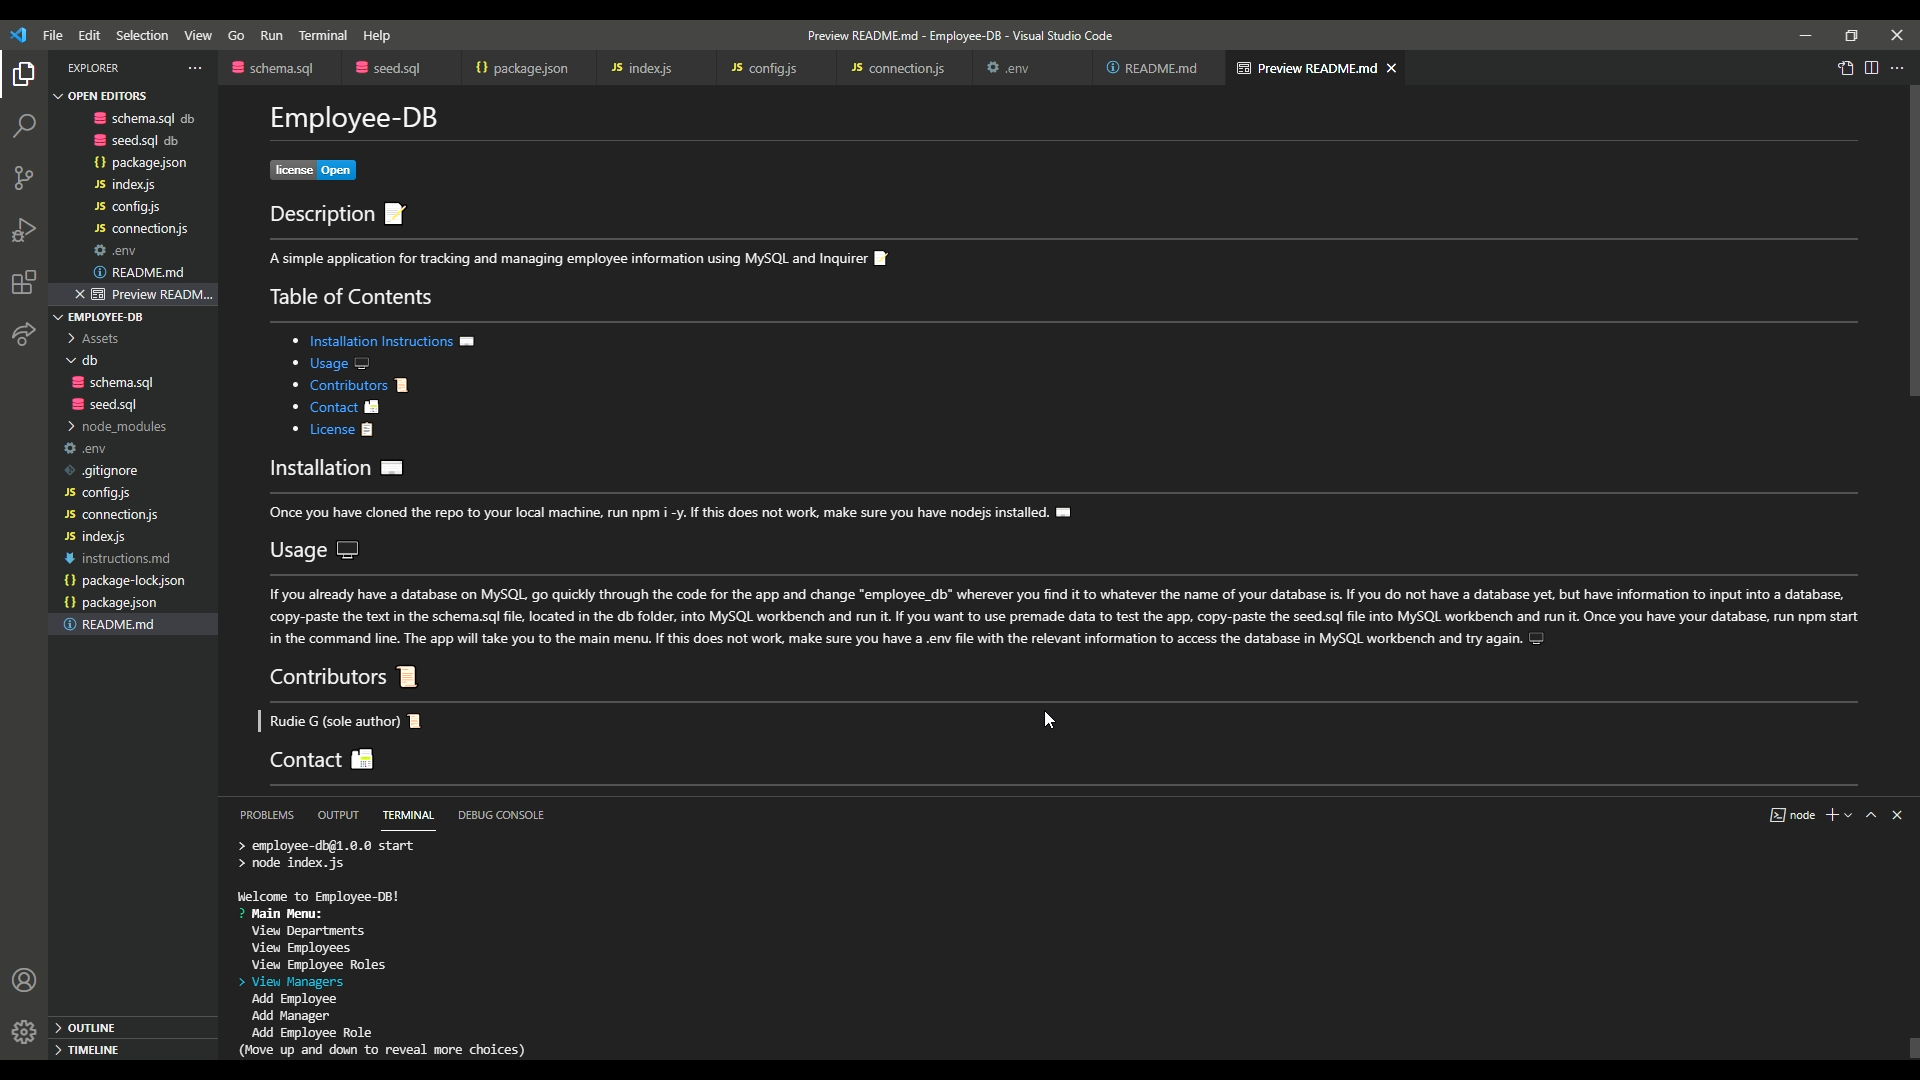 File Edit Selection View Go Run Terminal Help
Preview README.md - Employee-DB - Visual Studio Code
EXPLORER
OPEN EDITORS
schema.sql db
seed.sql db
package.json
index.js
config.js
connection.js
.env
README.md
Preview READM...
EMPLOYEE-DB
Assets
db
schema.sql
seed.sql
node_modules
.env
.gitignore
config.js
connection.js
index.js
instructions.md
package-lock.json
package.json
README.md
OUTLINE
TIMELINE
schema.sql seed.sql package.json index.js config.js connection.js .env README.md Preview README.md
Employee-DB
license Open
Description
A simple application for tracking and managing employee information using MySQL and Inquirer
Table of Contents
Installation Instructions
Usage
Contributors
Contact
License
Installation
Once you have cloned the repo to your local machine, run npm i -y. If this does not work, make sure you have nodejs installed.
Usage
If you already have a database on MySQL, go quickly through the code for the app and change "employee_db" wherever you find it to whatever the name of your database is. If you do not have a database yet, but have information to input into a database,
copy-paste the text in the schema.sql file, located in the db folder, into MySQL workbench and run it. If you want to use premade data to test the app, copy-paste the seed.sql file into MySQL workbench and run it. Once you have your database, run npm start
in the command line. The app will take you to the main menu. If this does not work, make sure you have a .env file with the relevant information to access the database in MySQL workbench and try again.
Contributors
Rudie G (sole author)
Contact
PROBLEMS OUTPUT TERMINAL DEBUG CONSOLE
node
> employee-db@1.0.0 start
> node index.js
Welcome to Employee-DB!
? Main Menu:
View Departments
View Employees
View Employee Roles
> View Managers
Add Employee
Add Manager
Add Employee Role
(Move up and down to reveal more choices)